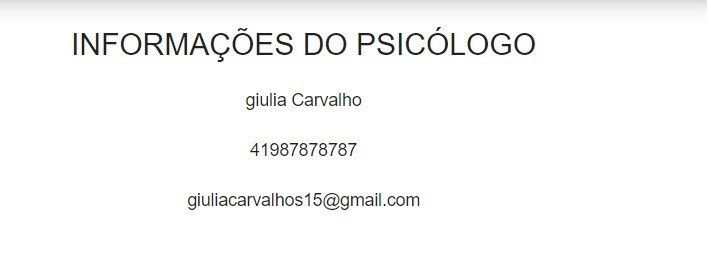 INFORMAÇÕES DO PSICÓLOGO
giulia Carvalho
41987878787
giuliacarvalhos15@gmail.com